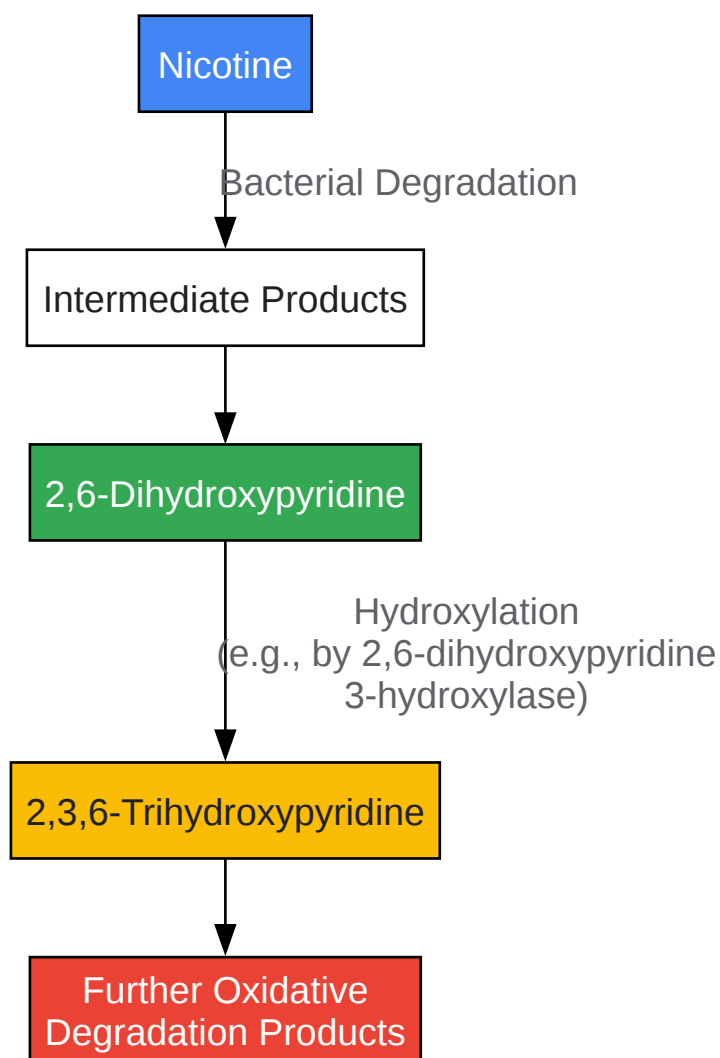 Nicotine
Bacterial Degradation
Intermediate Products
2,6-Dihydroxypyridine
Hydroxylation
(e.g., by 2,6-dihydroxypyridine
3-hydroxylase)
2,3,6-Trihydroxypyridine
Further Oxidative
Degradation Products